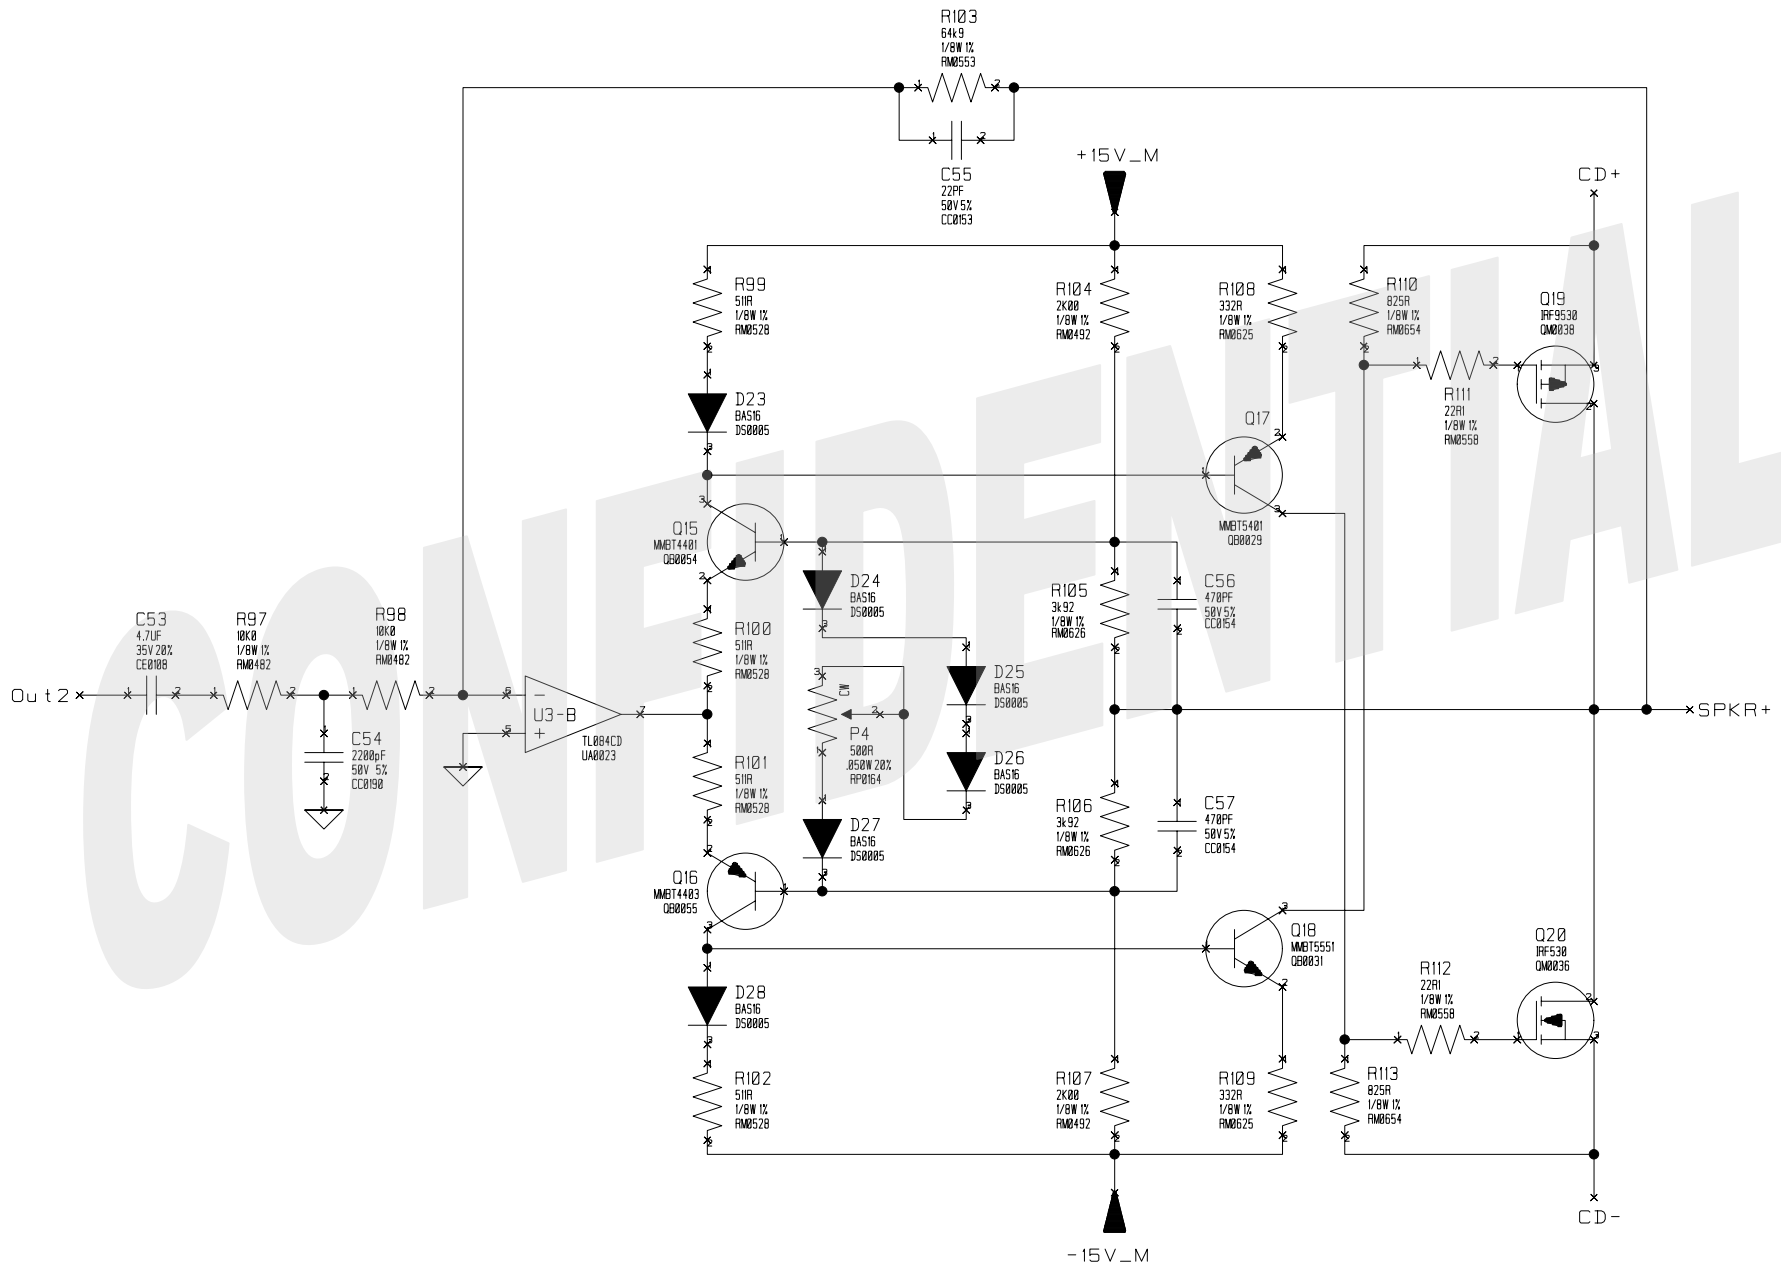 R103
64k9
1/8W 1%
RM0553
C55
22PF
50V 5%
CC0153
+15V_M
CD+
R99
511R
1/8W 1%
RM0528
R104
2K00
1/8W 1%
RM0492
R108
332R
1/8W 1%
RM0625
R110
825R
1/8W 1%
RM0654
Q19
IRF9530
QM0038
R111
22R1
1/8W 1%
RM0558
D23
BAS16
DS0005
Q17
MMBT5401
QB0029
Q15
MMBT4401
QB0054
D24
BAS16
DS0005
R105
3k92
1/8W 1%
RM0626
C56
470PF
50V 5%
CC0154
C53
4.7UF
35V 20%
CE0108
R97
10K0
1/8W 1%
RM0482
R98
10K0
1/8W 1%
RM0482
R100
511R
1/8W 1%
RM0528
D25
BAS16
DS0005
CW
Out2
U3-B
TL084CD
UA0023
SPKR+
C54
2200pF
50V 5%
CC0190
R101
511R
1/8W 1%
RM0528
P4
500R
.050W 20%
RP0164
D26
BAS16
DS0005
D27
BAS16
DS0005
R106
3k92
1/8W 1%
RM0626
C57
470PF
50V 5%
CC0154
Q16
MMBT4403
QB0055
Q18
MMBT5551
QB0031
Q20
IRF530
QM0036
R112
22R1
1/8W 1%
RM0558
D28
BAS16
DS0005
R102
511R
1/8W 1%
RM0528
R107
2K00
1/8W 1%
RM0492
R109
332R
1/8W 1%
RM0625
R113
825R
1/8W 1%
RM0654
CD-
-15V_M
CONFIDENTIAL